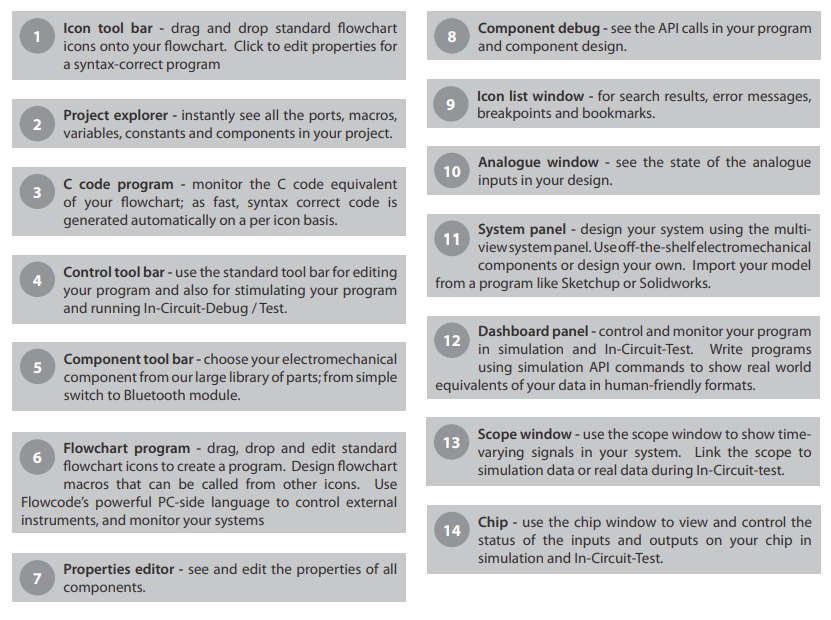 1
Icon tool bar - drag and drop standard flowchart
icons onto your flowchart. Click to edit properties for
a syntax-correct program
2
Project explorer - instantly see all the ports, macros,
variables, constants and components in your project.
3
C code program - monitor the C code equivalent
of your flowchart; as fast, syntax correct code is
generated automatically on a per icon basis.
4
Control tool bar - use the standard tool bar for editing
your program and also for stimulating your program
and running In-Circuit-Debug / Test.
5
Component tool bar - choose your electromechanical
component from our large library of parts; from simple
switch to Bluetooth module.
6
Flowchart program - drag, drop and edit standard
flowchart icons to create a program. Design flowchart
macros that can be called from other icons. Use
Flowcode's powerful PC-side language to control external
instruments, and monitor your systems
7
Properties editor - see and edit the properties of all
components.
8
Component debug - see the API calls in your program
and component design.
9
Icon list window - for search results, error messages,
breakpoints and bookmarks.
10
Analogue window - see the state of the analogue
inputs in your design.
11
System panel - design your system using the multi-
view system panel. Use off-the-shelf electromechanical
components or design your own. Import your model
from a program like Sketchup or Solidworks.
12
Dashboard panel - control and monitor your program
in simulation and In-Circuit-Test. Write programs
using simulation API commands to show real world
equivalents of your data in human-friendly formats.
13
Scope window - use the scope window to show time-
varying signals in your system. Link the scope to
simulation data or real data during In-Circuit-test.
14
Chip - use the chip window to view and control the
status of the inputs and outputs on your chip in
simulation and In-Circuit-Test.